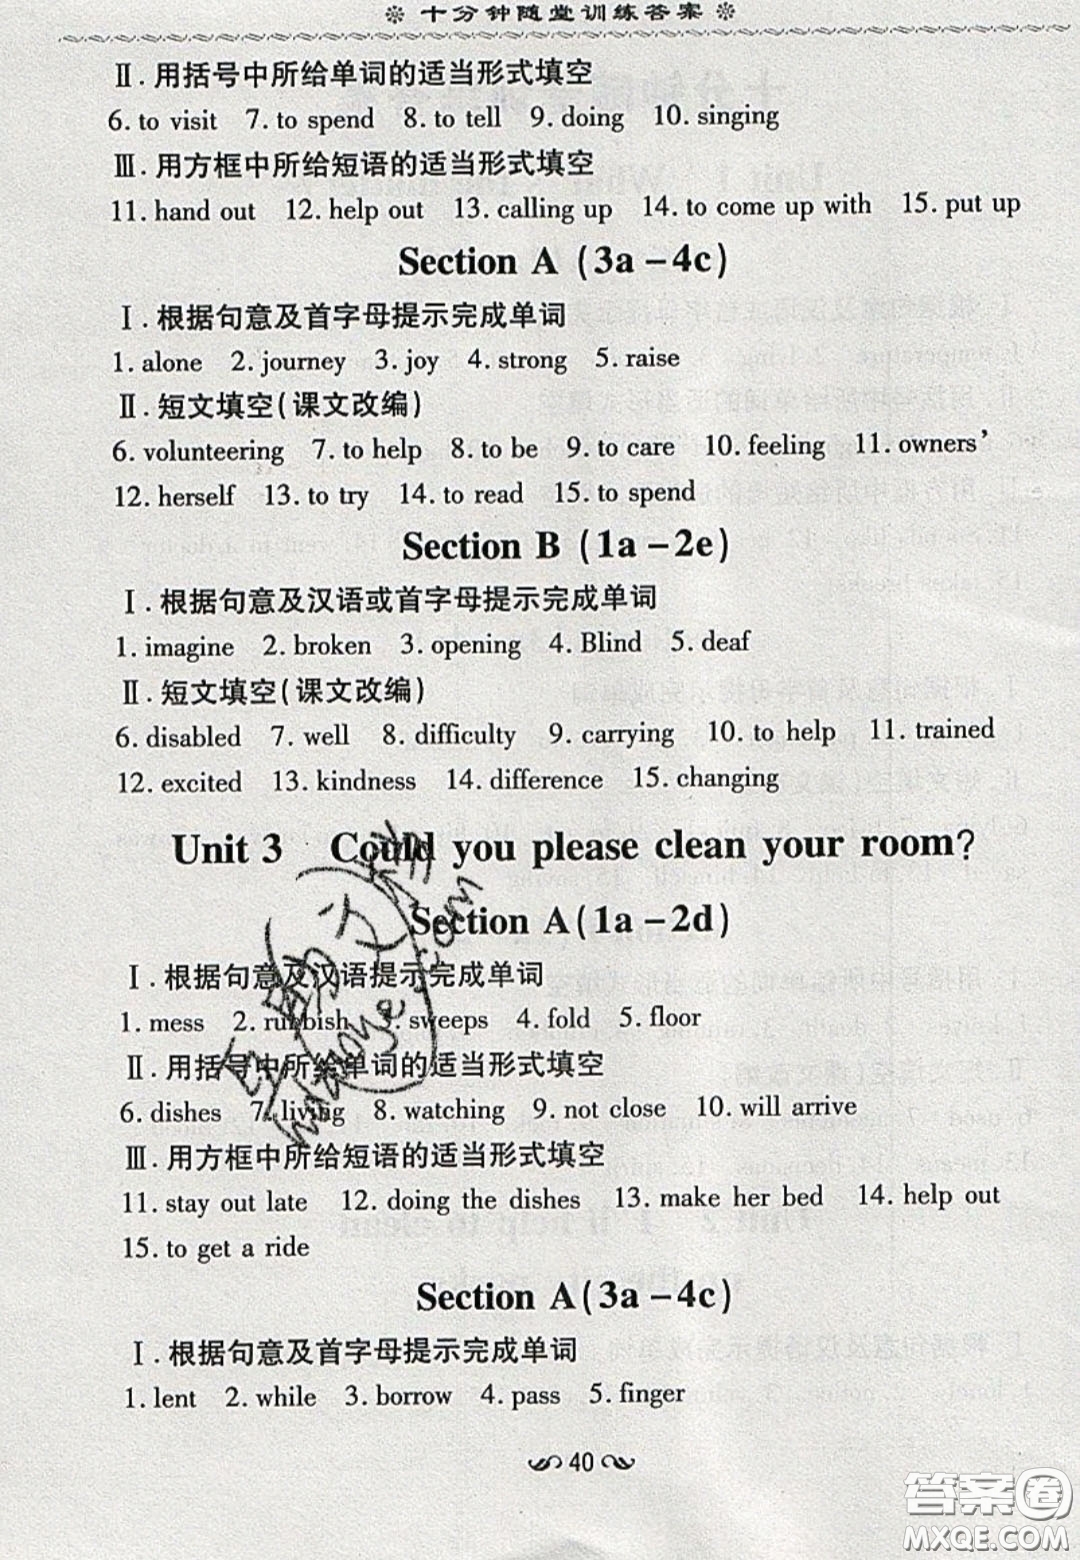 ※ 十分钟随堂训练答案 ※
Ⅱ.用括号中所给单词的适当形式填空
6. to visit 7. to spend 8. to tell 9. doing 10. singing
Ⅲ.用方框中所给短语的适当形式填空
11. hand out 12. help out 13. calling up 14. to come up with 15. put up
Section A (3a-4c)
Ⅰ.根据句意及首字母提示完成单词
1. alone 2. journey 3. joy 4. strong 5. raise
Ⅱ.短文填空(课文改编)
6. volunteering 7. to help 8. to be 9. to care 10. feeling 11. owners'
12. herself 13. to try 14. to read 15. to spend
Section B (1a-2e)
Ⅰ.根据句意及汉语或首字母提示完成单词
1. imagine 2. broken 3. opening 4. Blind 5. deaf
Ⅱ.短文填空(课文改编)
6. disabled 7. well 8. difficulty 9. carrying 10. to help 11. trained
12. excited 13. kindness 14. difference 15. changing
Unit 3 Could you please clean your room?
Section A(1a-2d)
Ⅰ.根据句意及汉语提示完成单词
1. mess 2. rubbish 3. sweeps 4. fold 5. floor
Ⅱ.用括号中所给单词的适当形式填空
6. dishes 7. living 8. watching 9. not close 10. will arrive
Ⅲ.用方框中所给短语的适当形式填空
11. stay out late 12. doing the dishes 13. make her bed 14. help out
15. to get a ride
Section A(3a-4c)
Ⅰ.根据句意及首字母提示完成单词
1. lent 2. while 3. borrow 4. pass 5. finger
40
答案圈
MXQE.COM